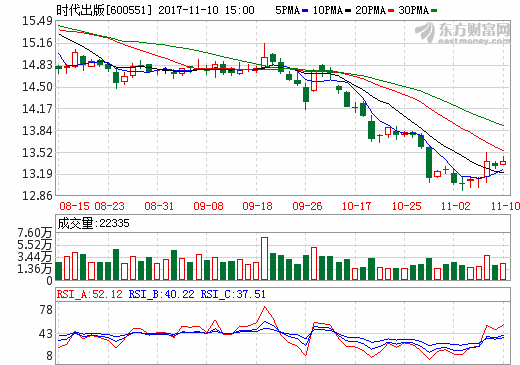 时代出版[600551] 2017-11-10 15:00 5PMA 10PMA 20PMA 30PMA
东方财富网
eastmoney.com
15.49
15.16
14.83
14.50
14.17
13.84
13.52
13.19
12.86
08-15 08-23 08-31 09-08 09-18 09-26 10-17 10-25 11-02 11-10
成交量:22335
7.60万
5.52万
3.44万
1.36万
0
RSI_A:52.12 RSI_B:40.22 RSI_C:37.51
78
43
8